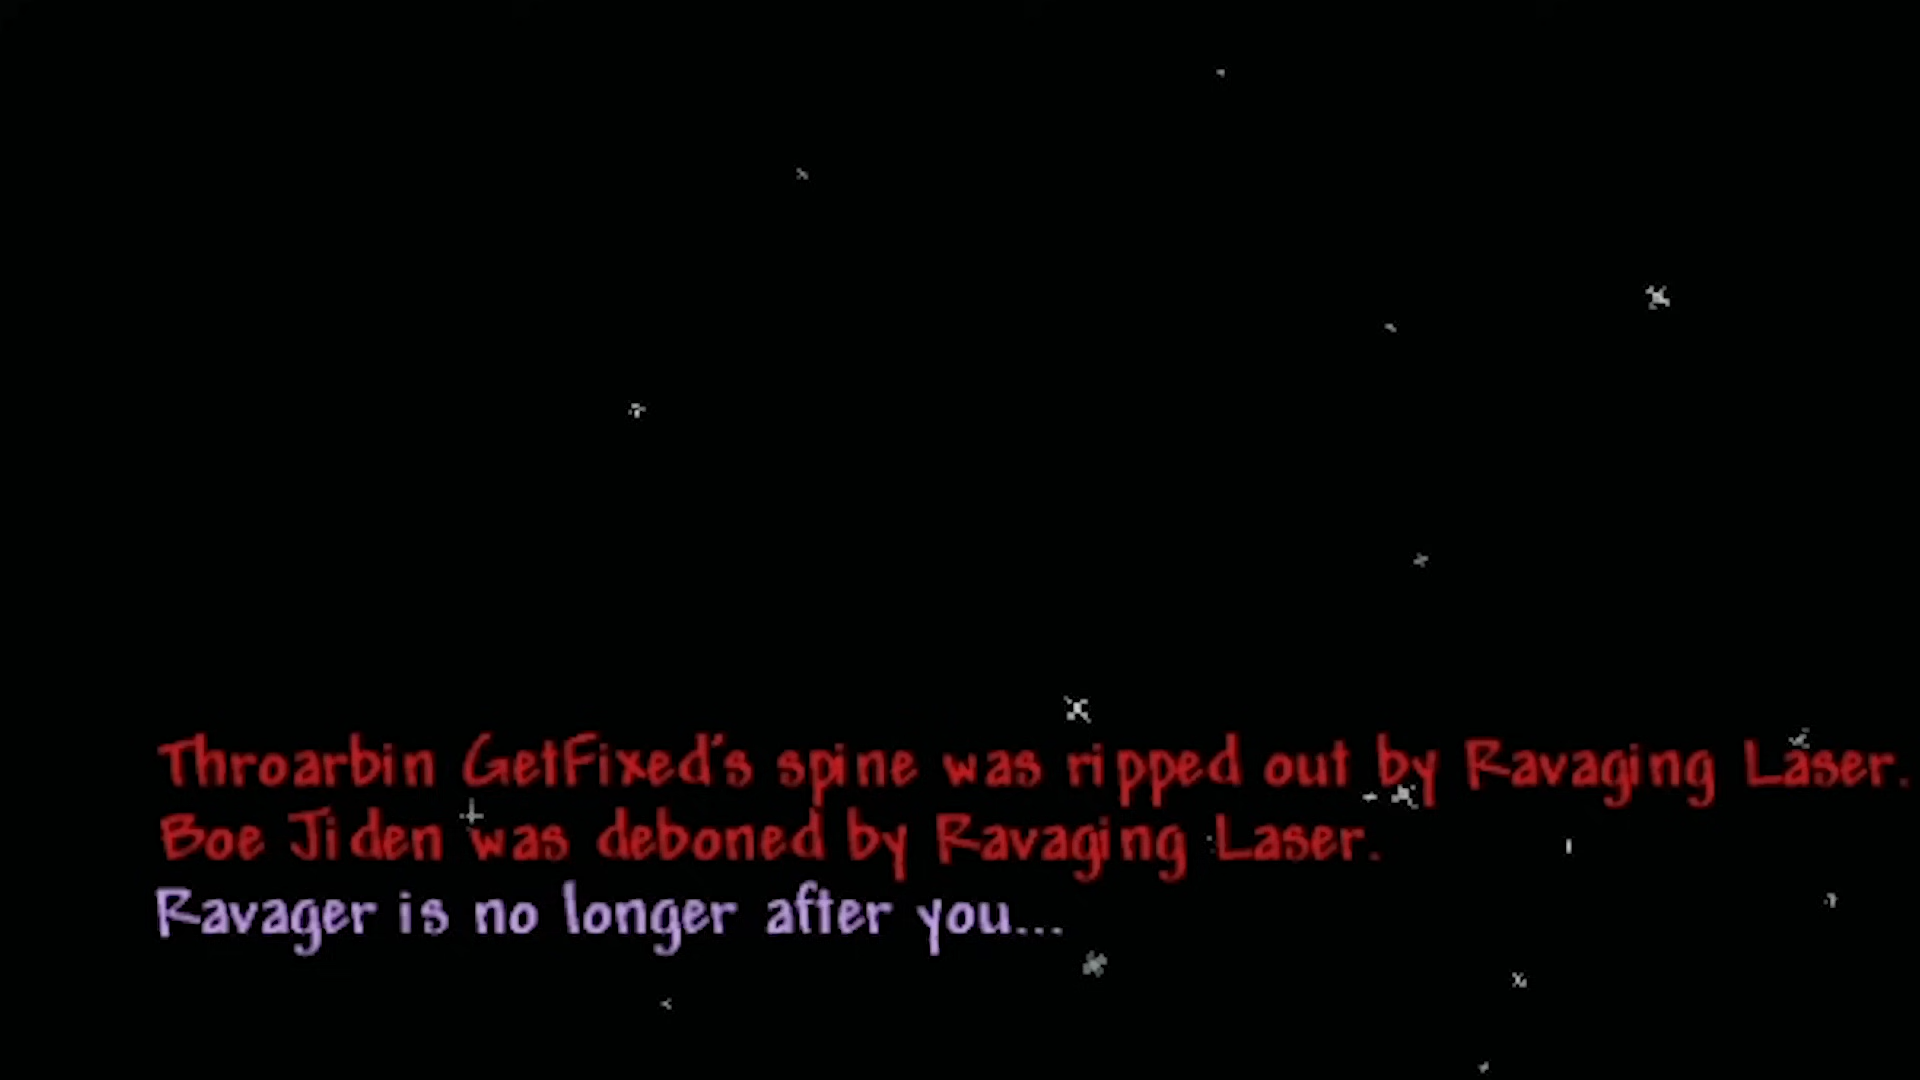 Throarbin GetFixed's spine was ripped out by Ravaging Laser.
Boe Jiden was deboned by Ravaging Laser.
Ravager is no longer after you...